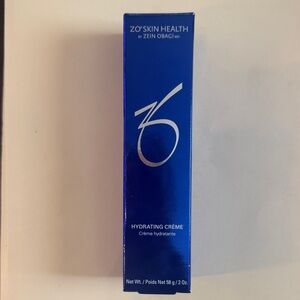 ZO® SKIN HEALTH
BY ZEIN OBAGI MD
HYDRATING CRÈME
Crème hydratante
Net Wt. / Poids Net 58 g / 2 Oz.